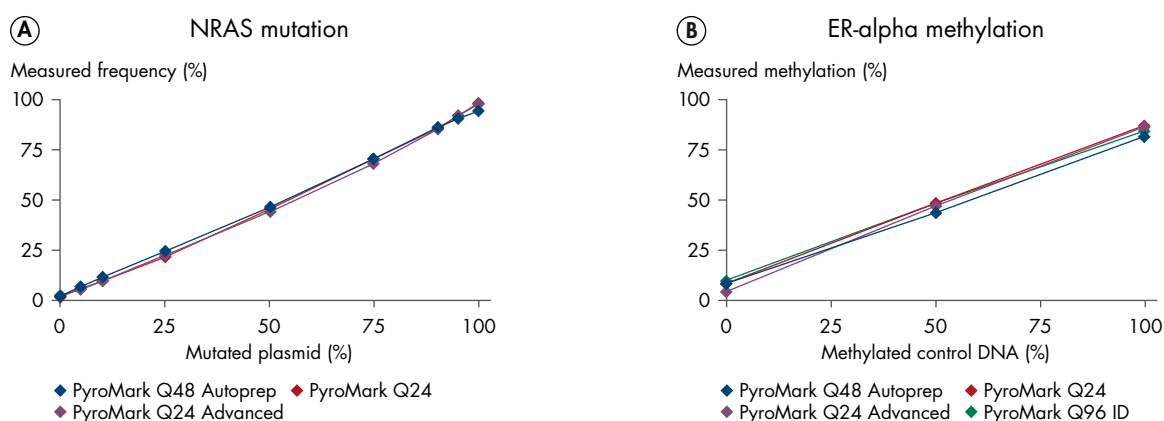 A NRAS mutation
Measured frequency (%)
100
75
50
25
0
0 25 50 75 100
Mutated plasmid (%)
PyroMark Q48 Autoprep PyroMark Q24
PyroMark Q24 Advanced
B ER-alpha methylation
Measured methylation (%)
100
75
50
25
0
0 25 50 75 100
Methylated control DNA (%)
PyroMark Q48 Autoprep PyroMark Q24
PyroMark Q24 Advanced PyroMark Q96 ID